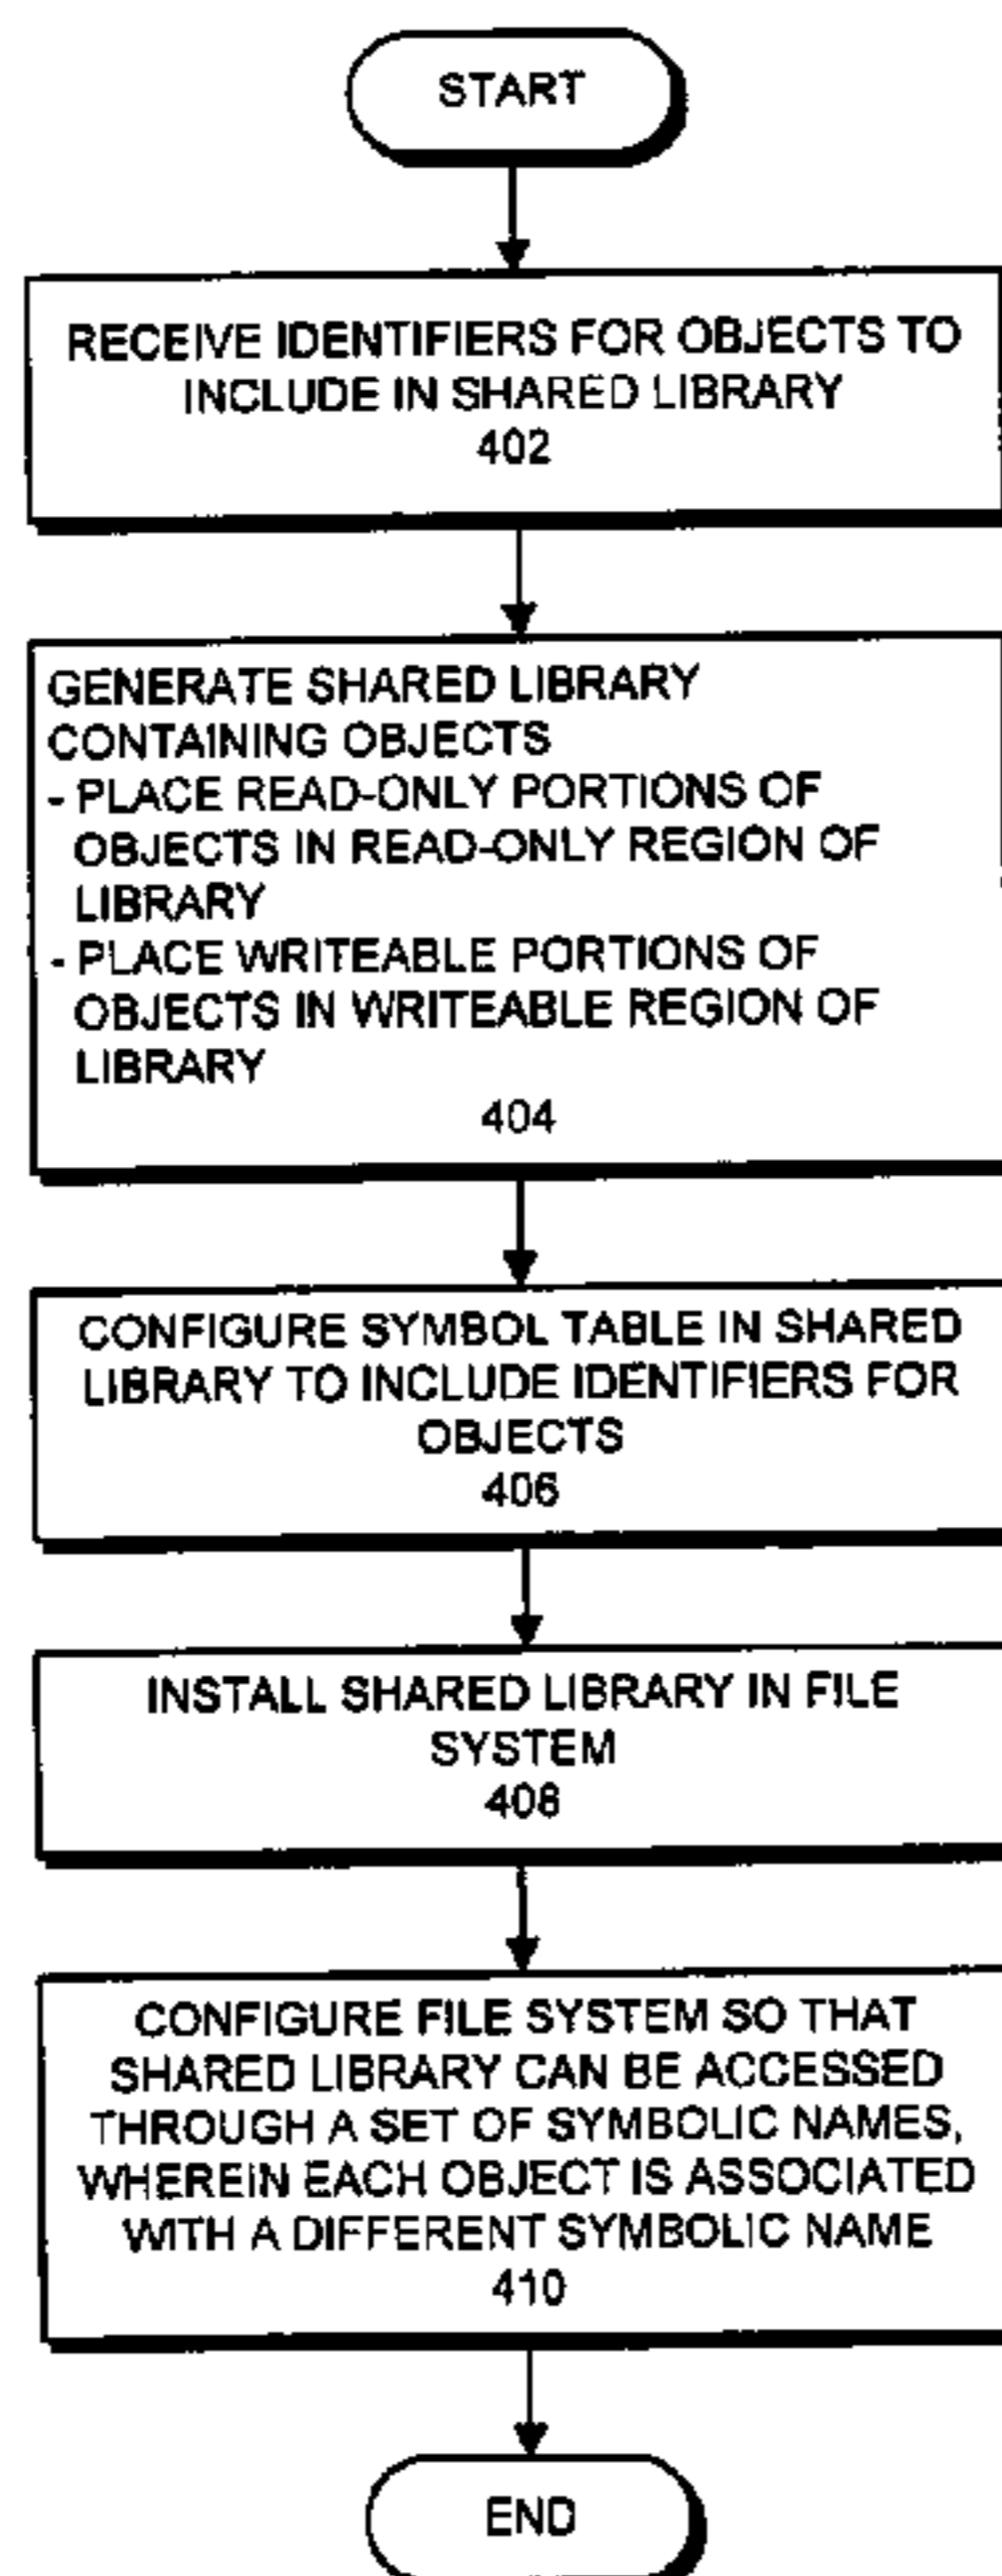 START
RECEIVE IDENTIFIERS FOR OBJECTS TO
INCLUDE IN SHARED LIBRARY
402
GENERATE SHARED LIBRARY
CONTAINING OBJECTS
- PLACE READ-ONLY PORTIONS OF
OBJECTS IN READ-ONLY REGION OF
LIBRARY
- PLACE WRITEABLE PORTIONS OF
OBJECTS IN WRITEABLE REGION OF
LIBRARY
404
CONFIGURE SYMBOL TABLE IN SHARED
LIBRARY TO INCLUDE IDENTIFIERS FOR
OBJECTS
406
INSTALL SHARED LIBRARY IN FILE
SYSTEM
408
CONFIGURE FILE SYSTEM SO THAT
SHARED LIBRARY CAN BE ACCESSED
THROUGH A SET OF SYMBOLIC NAMES,
WHEREIN EACH OBJECT IS ASSOCIATED
WITH A DIFFERENT SYMBOLIC NAME
410
END